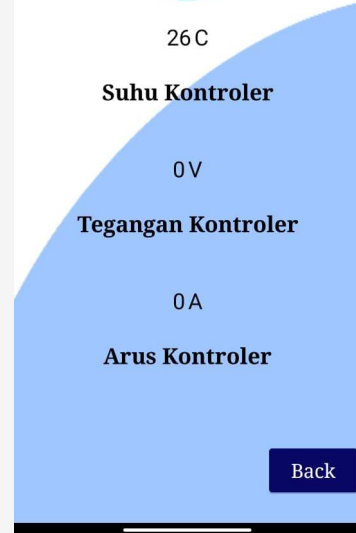 26 C
Suhu Kontroler
0 V
Tegangan Kontroler
0 A
Arus Kontroler
Back